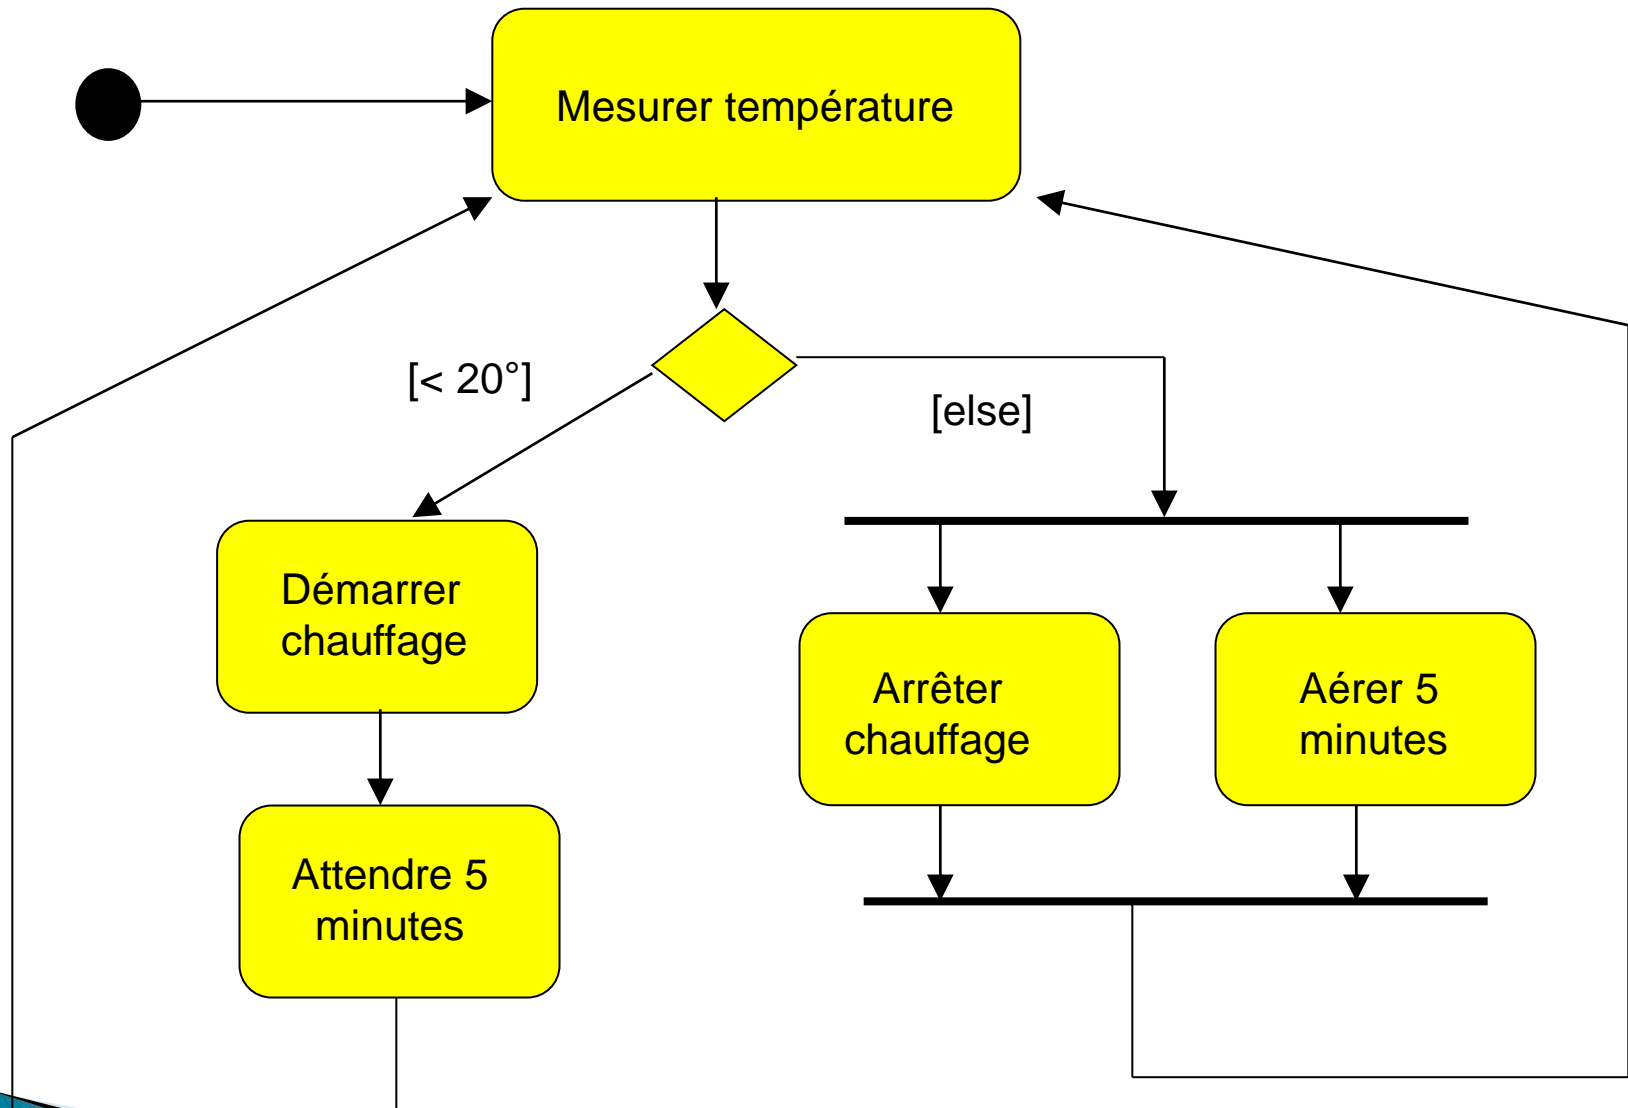 Mesurer température
[< 20°]
[else]
Démarrer
chauffage
Arrêter
chauffage
Aérer 5
minutes
Attendre 5
minutes